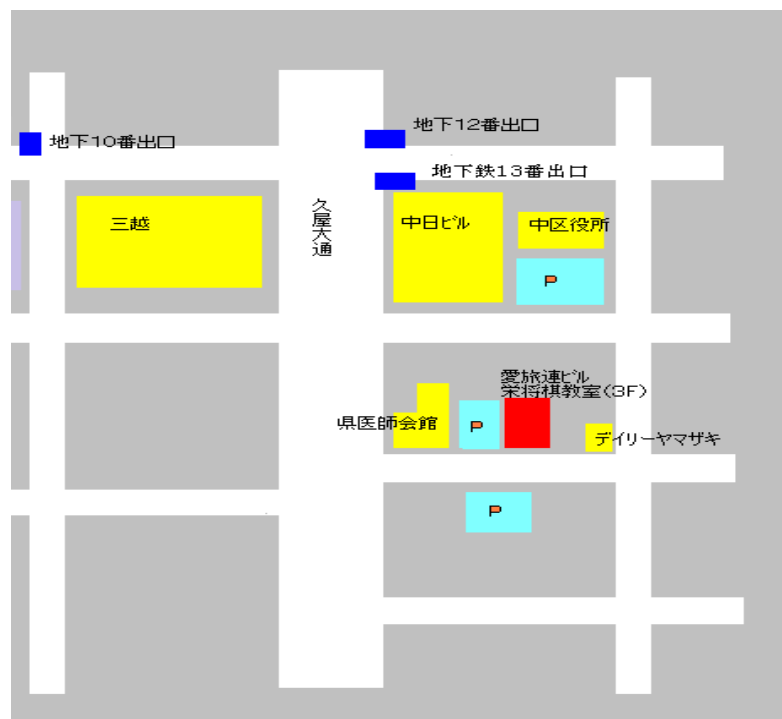 地下12番出口
地下10番出口
地下鉄13番出口
三越
久屋大通
中日ビル
中区役所
P
愛旅連ビル
栄将棋教室(3F)
県医師会館
P
デイリーヤマザキ
P